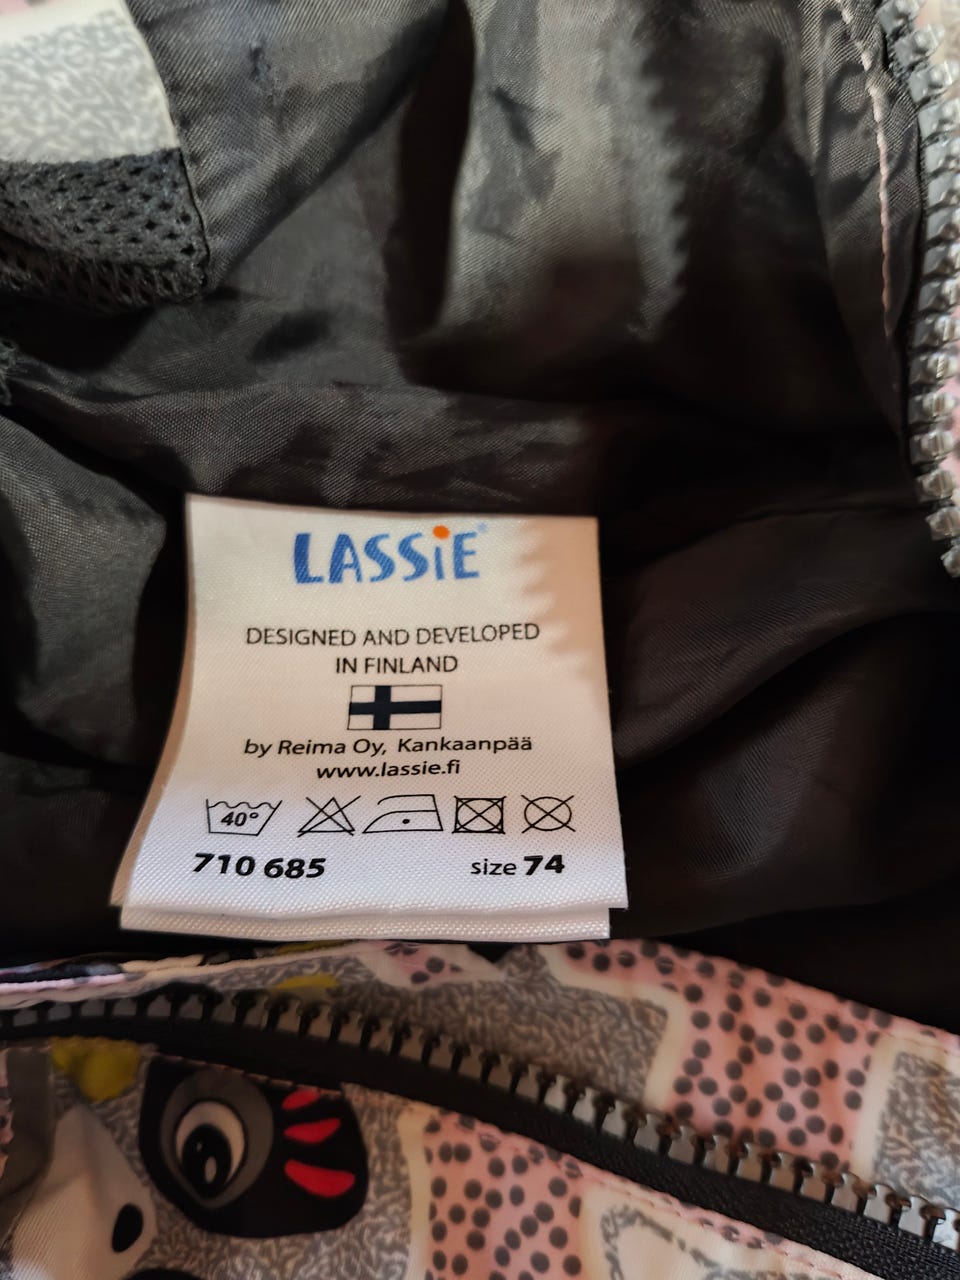 LASSiE®
DESIGNED AND DEVELOPED
IN FINLAND
by Reima Oy, Kankaanpää
www.lassie.fi
40°
710 685 size 74